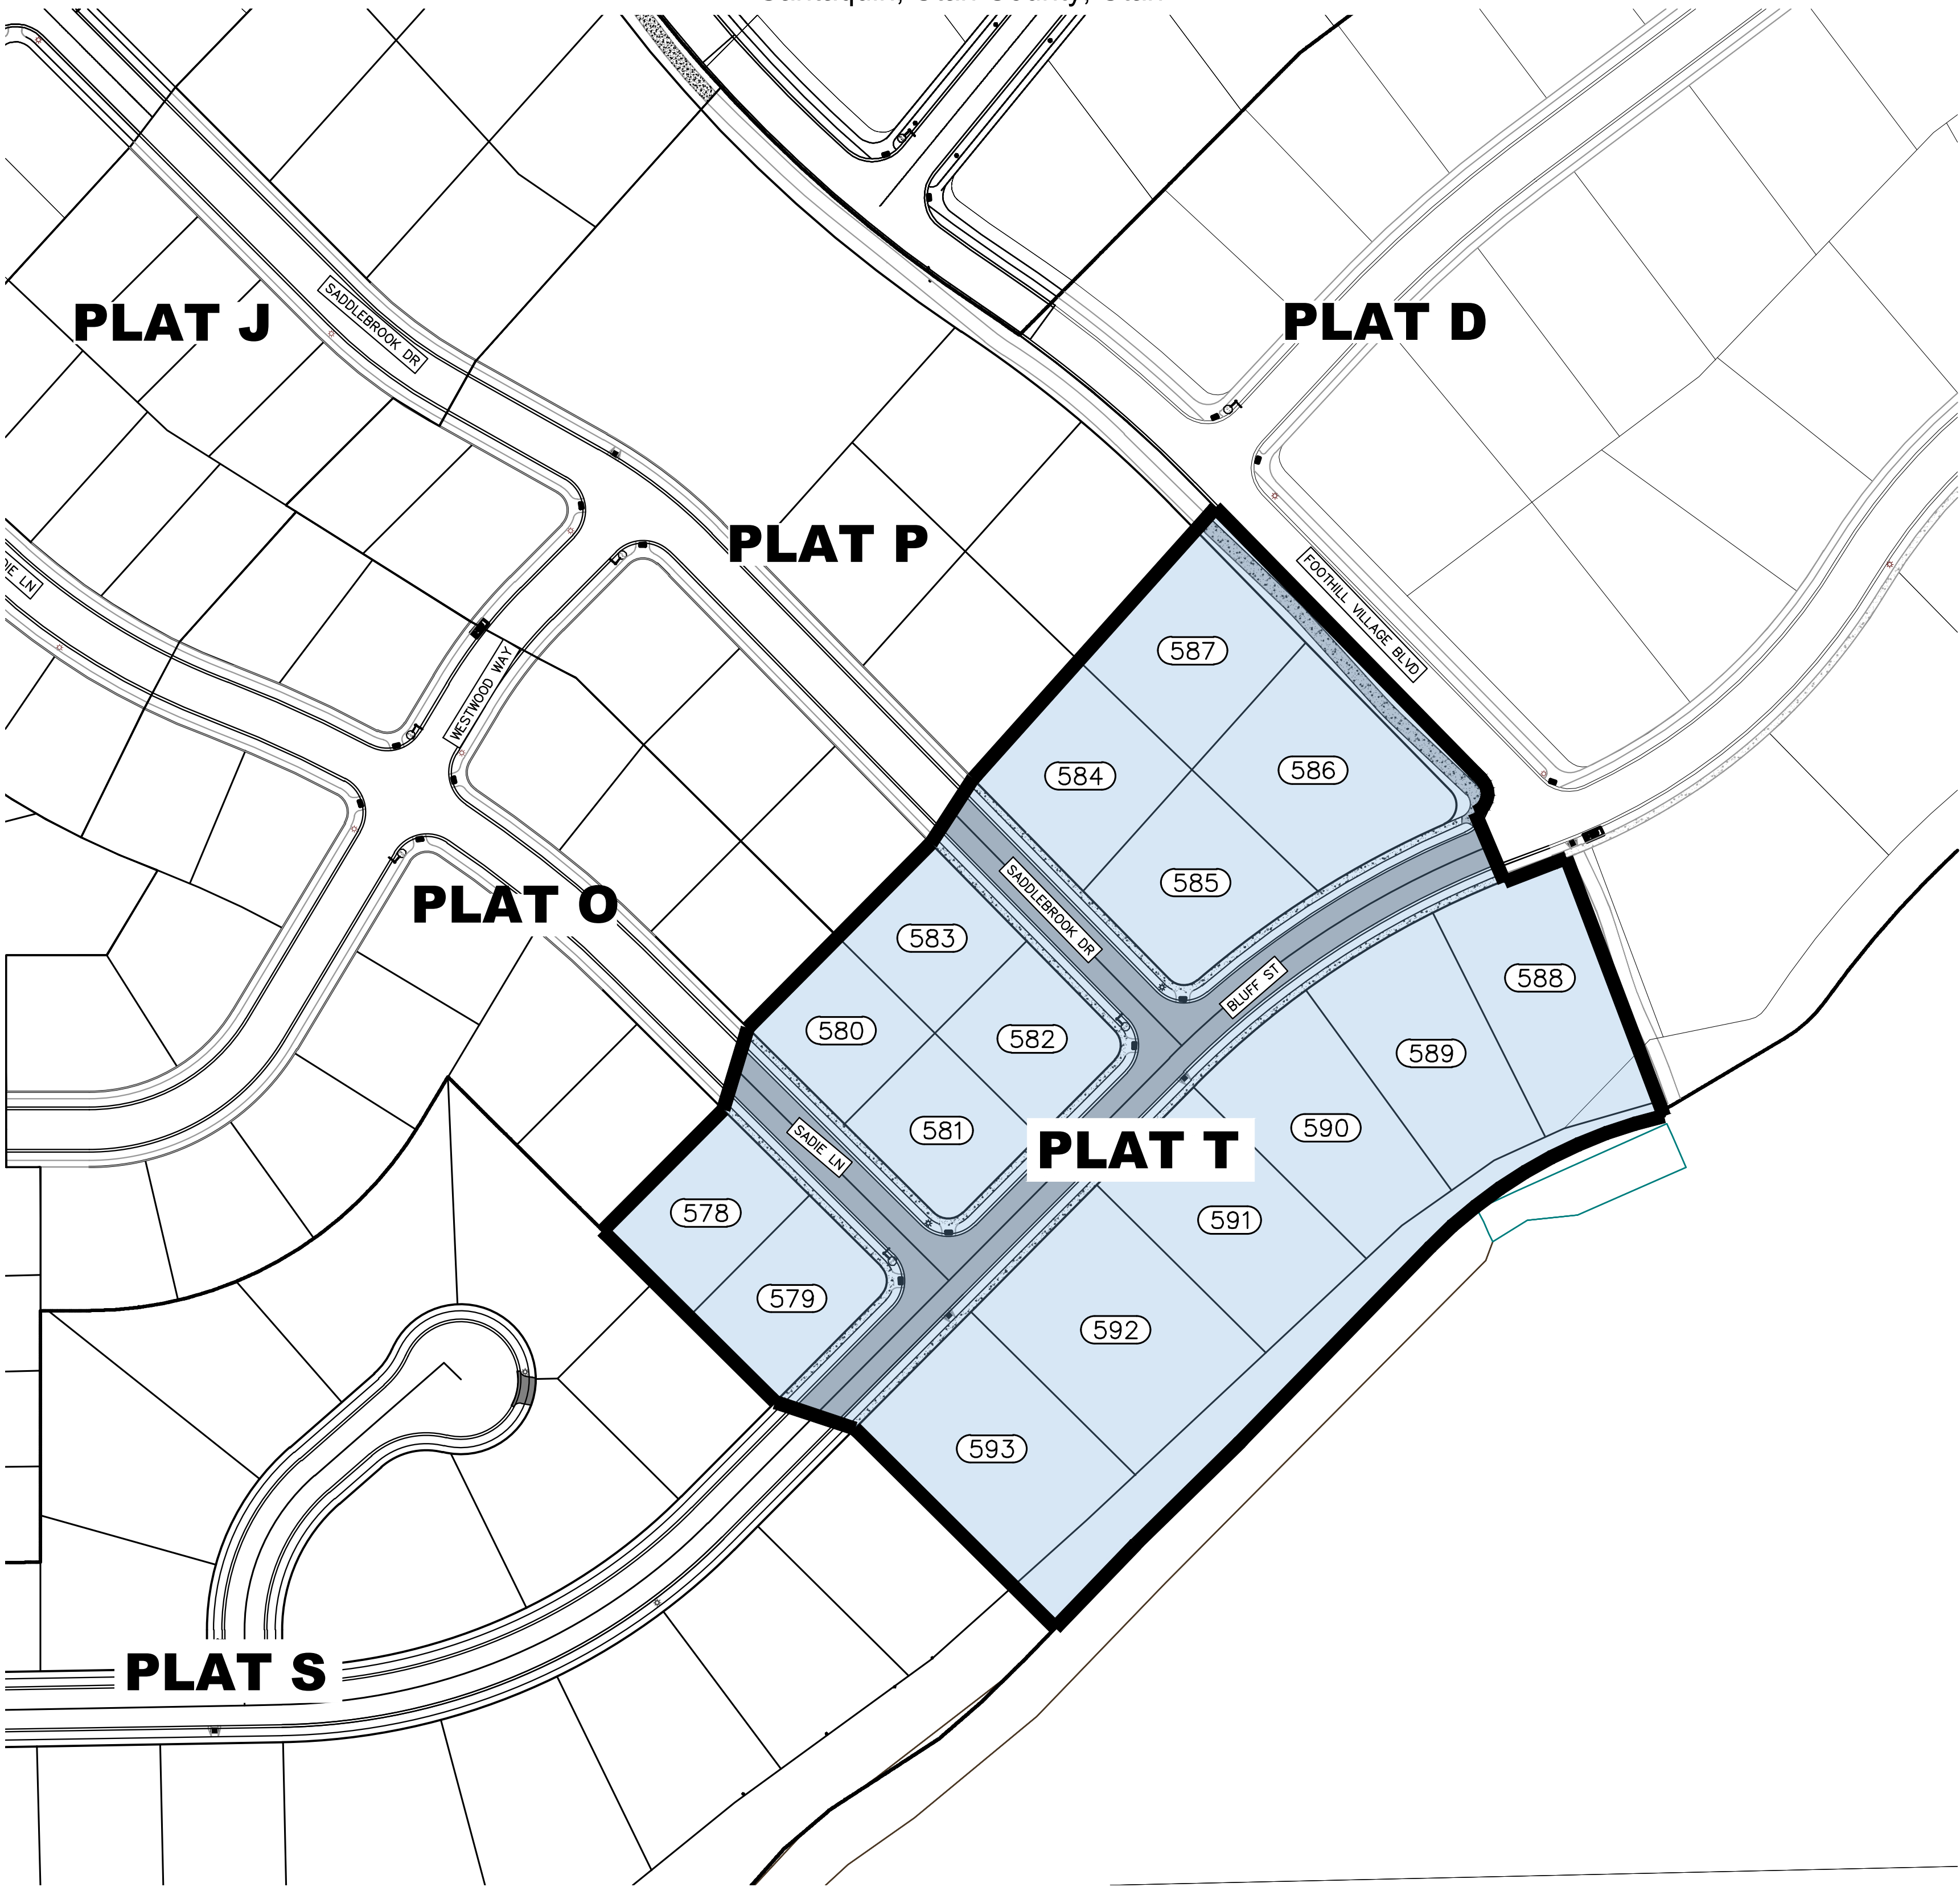 PLAT J
SADDLEBROOK DR
PLAT D
PLAT P
FOOTHILL VILLAGE BLVD
WESTWOOD WAY
587
584
586
585
PLAT O
583
SADDLEBROOK DR
BLUFF ST
588
580
582
589
581
590
PLAT T
SADIE LN
578
591
579
592
593
PLAT S